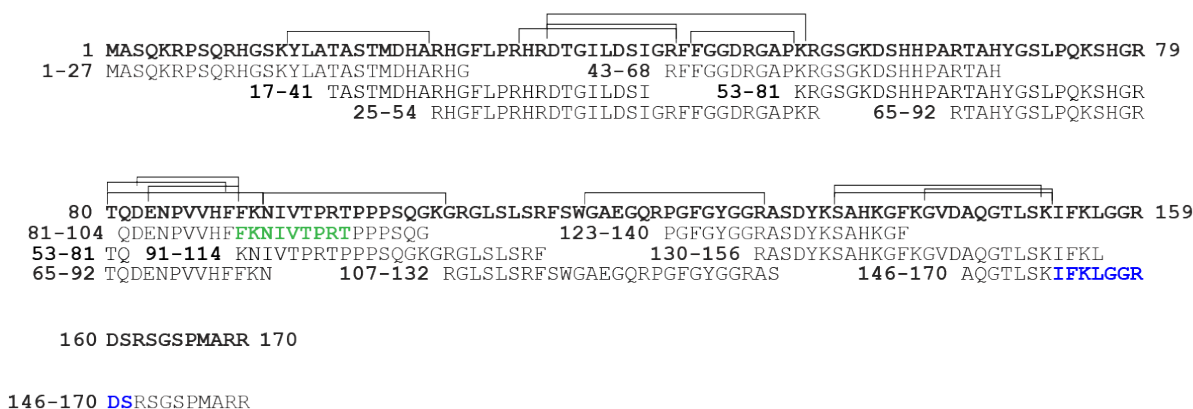 1 MASQKRPSQRHGSKYLATASTMDHARHGFLPRHRDTGILDSIGRFFGGDRGAPKRGSGKDSHHPARTAHYGSLPQKSHGR 79
1-27 MASQKRPSQRHGSKYLATASTMDHARHG 43-68 RFFGGDRGAPKRGSGKDSHHPARTAH
17-41 TASTMDHARHGFLPRHRDTGILDSI 53-81 KRGSGKDSHHPARTAHYGSLPQKSHGR
25-54 RHGFLPRHRDTGILDSIGRFFGGDRGAPKR 65-92 RTAHYGSLPQKSHGR
80 TQDENPVVHFFKNIVTPRTPPPSQGKGRGLSLSRFSWGAEGQRPGFGYGGRASDYKSAHKGFKGVDAQGTLSKIFKLGGR 159
81-104 QDENPVVHFFKNIVTPRTPPPSQG 123-140 PGFGYGGRASDYKSAHKGF
53-81 TQ 91-114 KNIVTPRTPPPSQGKGRGLSLSRF 130-156 RASDYKSAHKGFKGVDAQGTLSKIFKL
65-92 TQDENPVVHFFKN 107-132 RGLSLSRFSWGAEGQRPGFGYGGRAS 146-170 AQGTLSKIFKLGGR
160 DSRSGSPMARR 170
146-170 DSRSGSPMARR